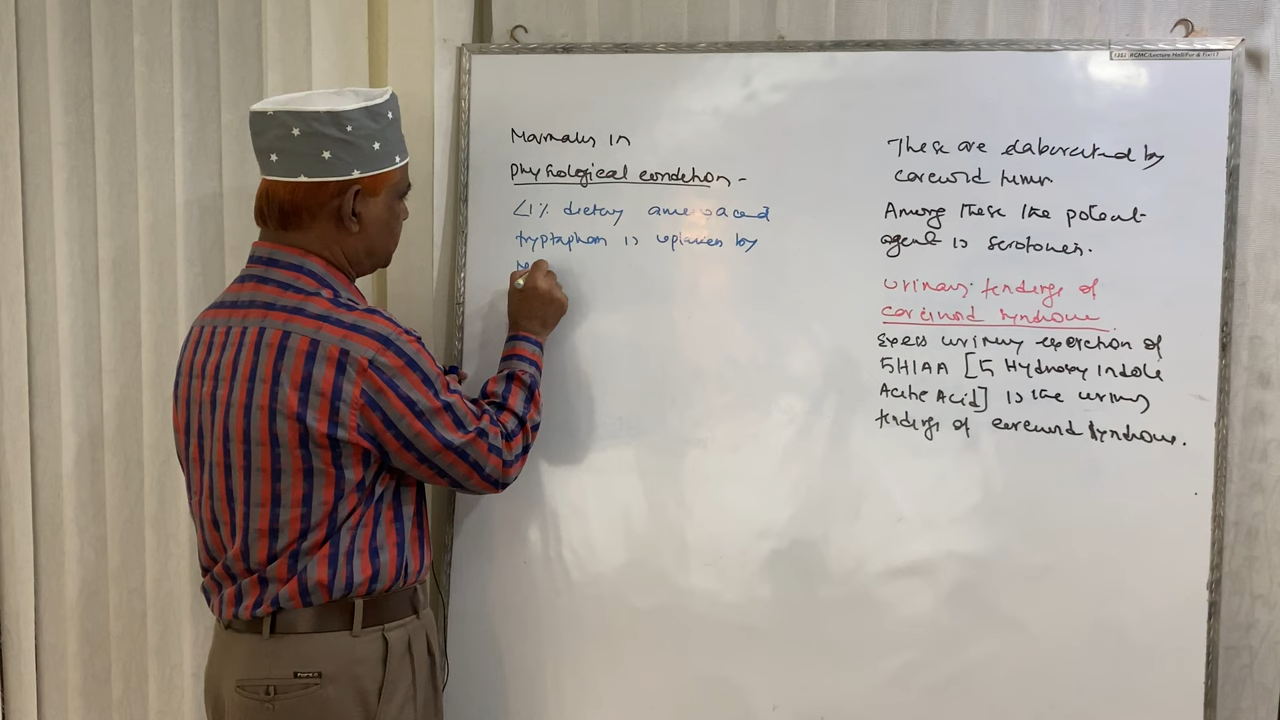 Normally in
physiological condition -
<1% dietary amino acid
tryptophan is by
These are elaborated by
carcinoid tumor.
Among these the potent
agent is serotonin.
Urinary findings of
carcinoid syndrome
Excess urinary excretion of
5HIAA [5 Hydroxy Indole
Acetic Acid] is the urinary
findings of carcinoid syndrome.